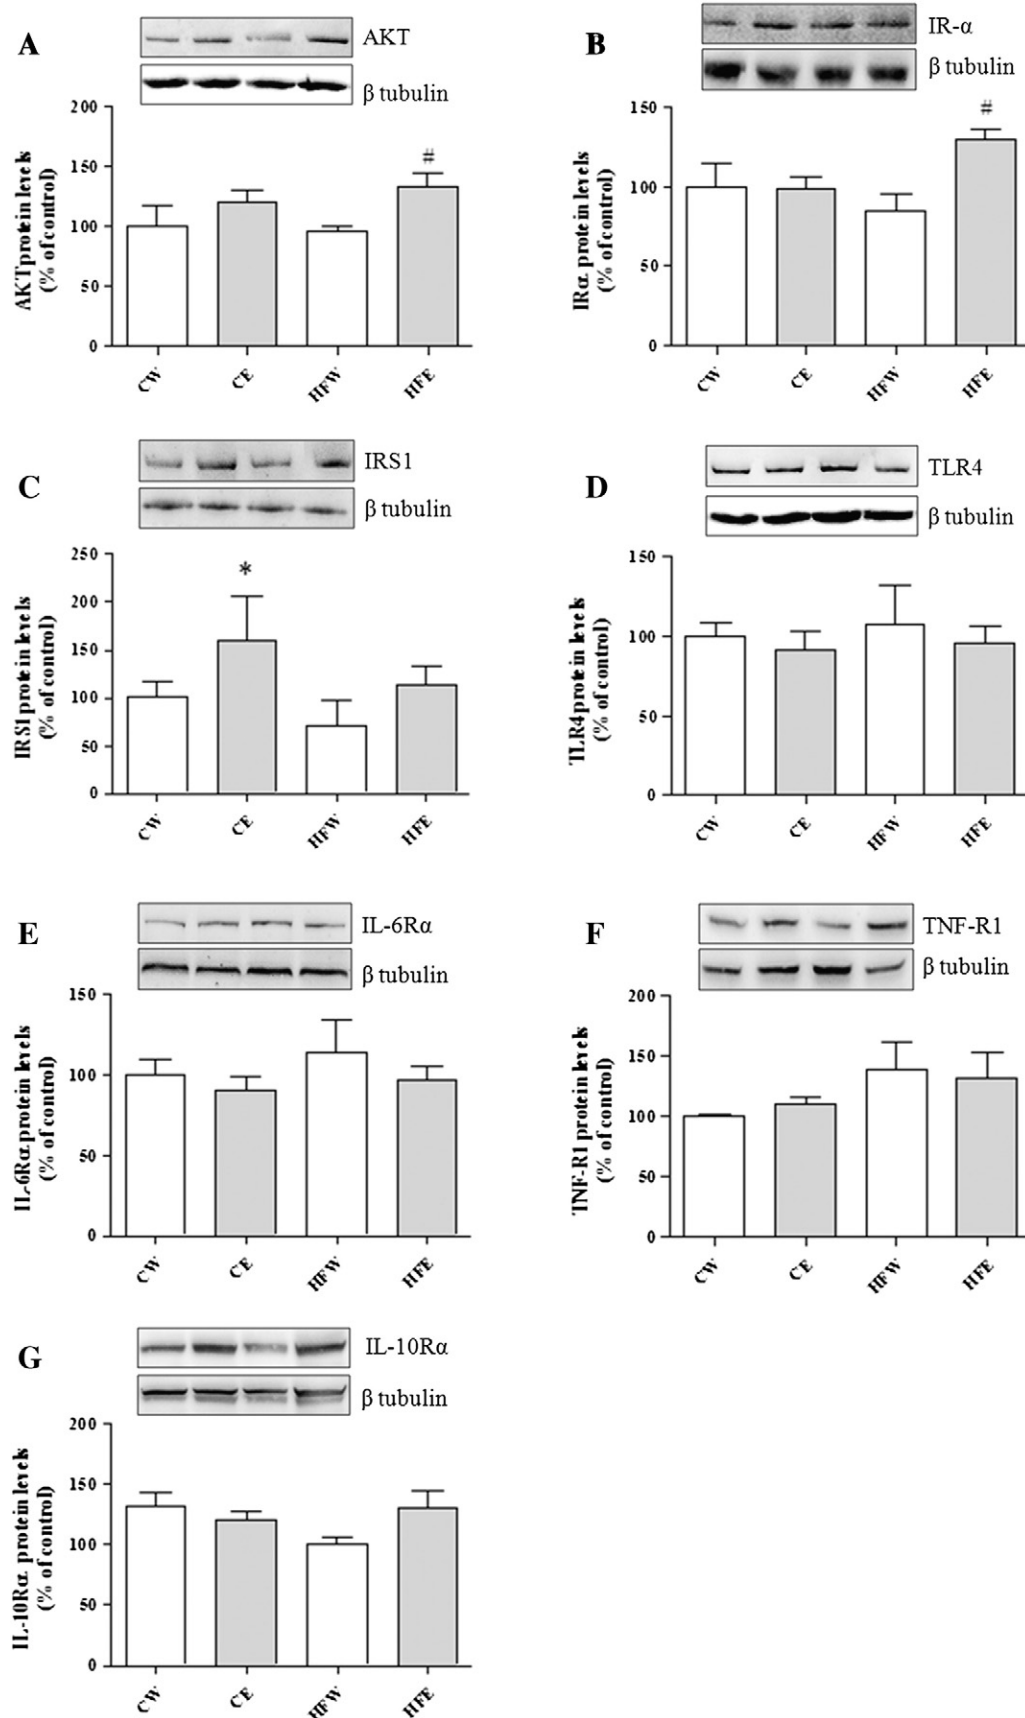 A
AKT
β tubulin
200
150
100
50
0
AKT protein levels
(% of control)
#
CW
CE
HFW
HFE
B
IR-α
β tubulin
150
100
50
0
IRα protein levels
(% of control)
#
CW
CE
HFW
HFE
C
IRS1
β tubulin
250
200
150
100
50
0
IRS1 protein levels
(% of control)
*
CW
CE
HFW
HFE
D
TLR4
β tubulin
150
100
50
0
TLR4 protein levels
(% of control)
CW
CE
HFW
HFE
E
IL-6Rα
β tubulin
150
100
50
0
IL-6Rα protein levels
(% of control)
CW
CE
HFW
HFE
F
TNF-R1
β tubulin
200
150
100
50
0
TNF-R1 protein levels
(% of control)
CW
CE
HFW
HFE
G
IL-10Rα
β tubulin
200
150
100
50
0
IL-10Rα protein levels
(% of control)
CW
CE
HFW
HFE